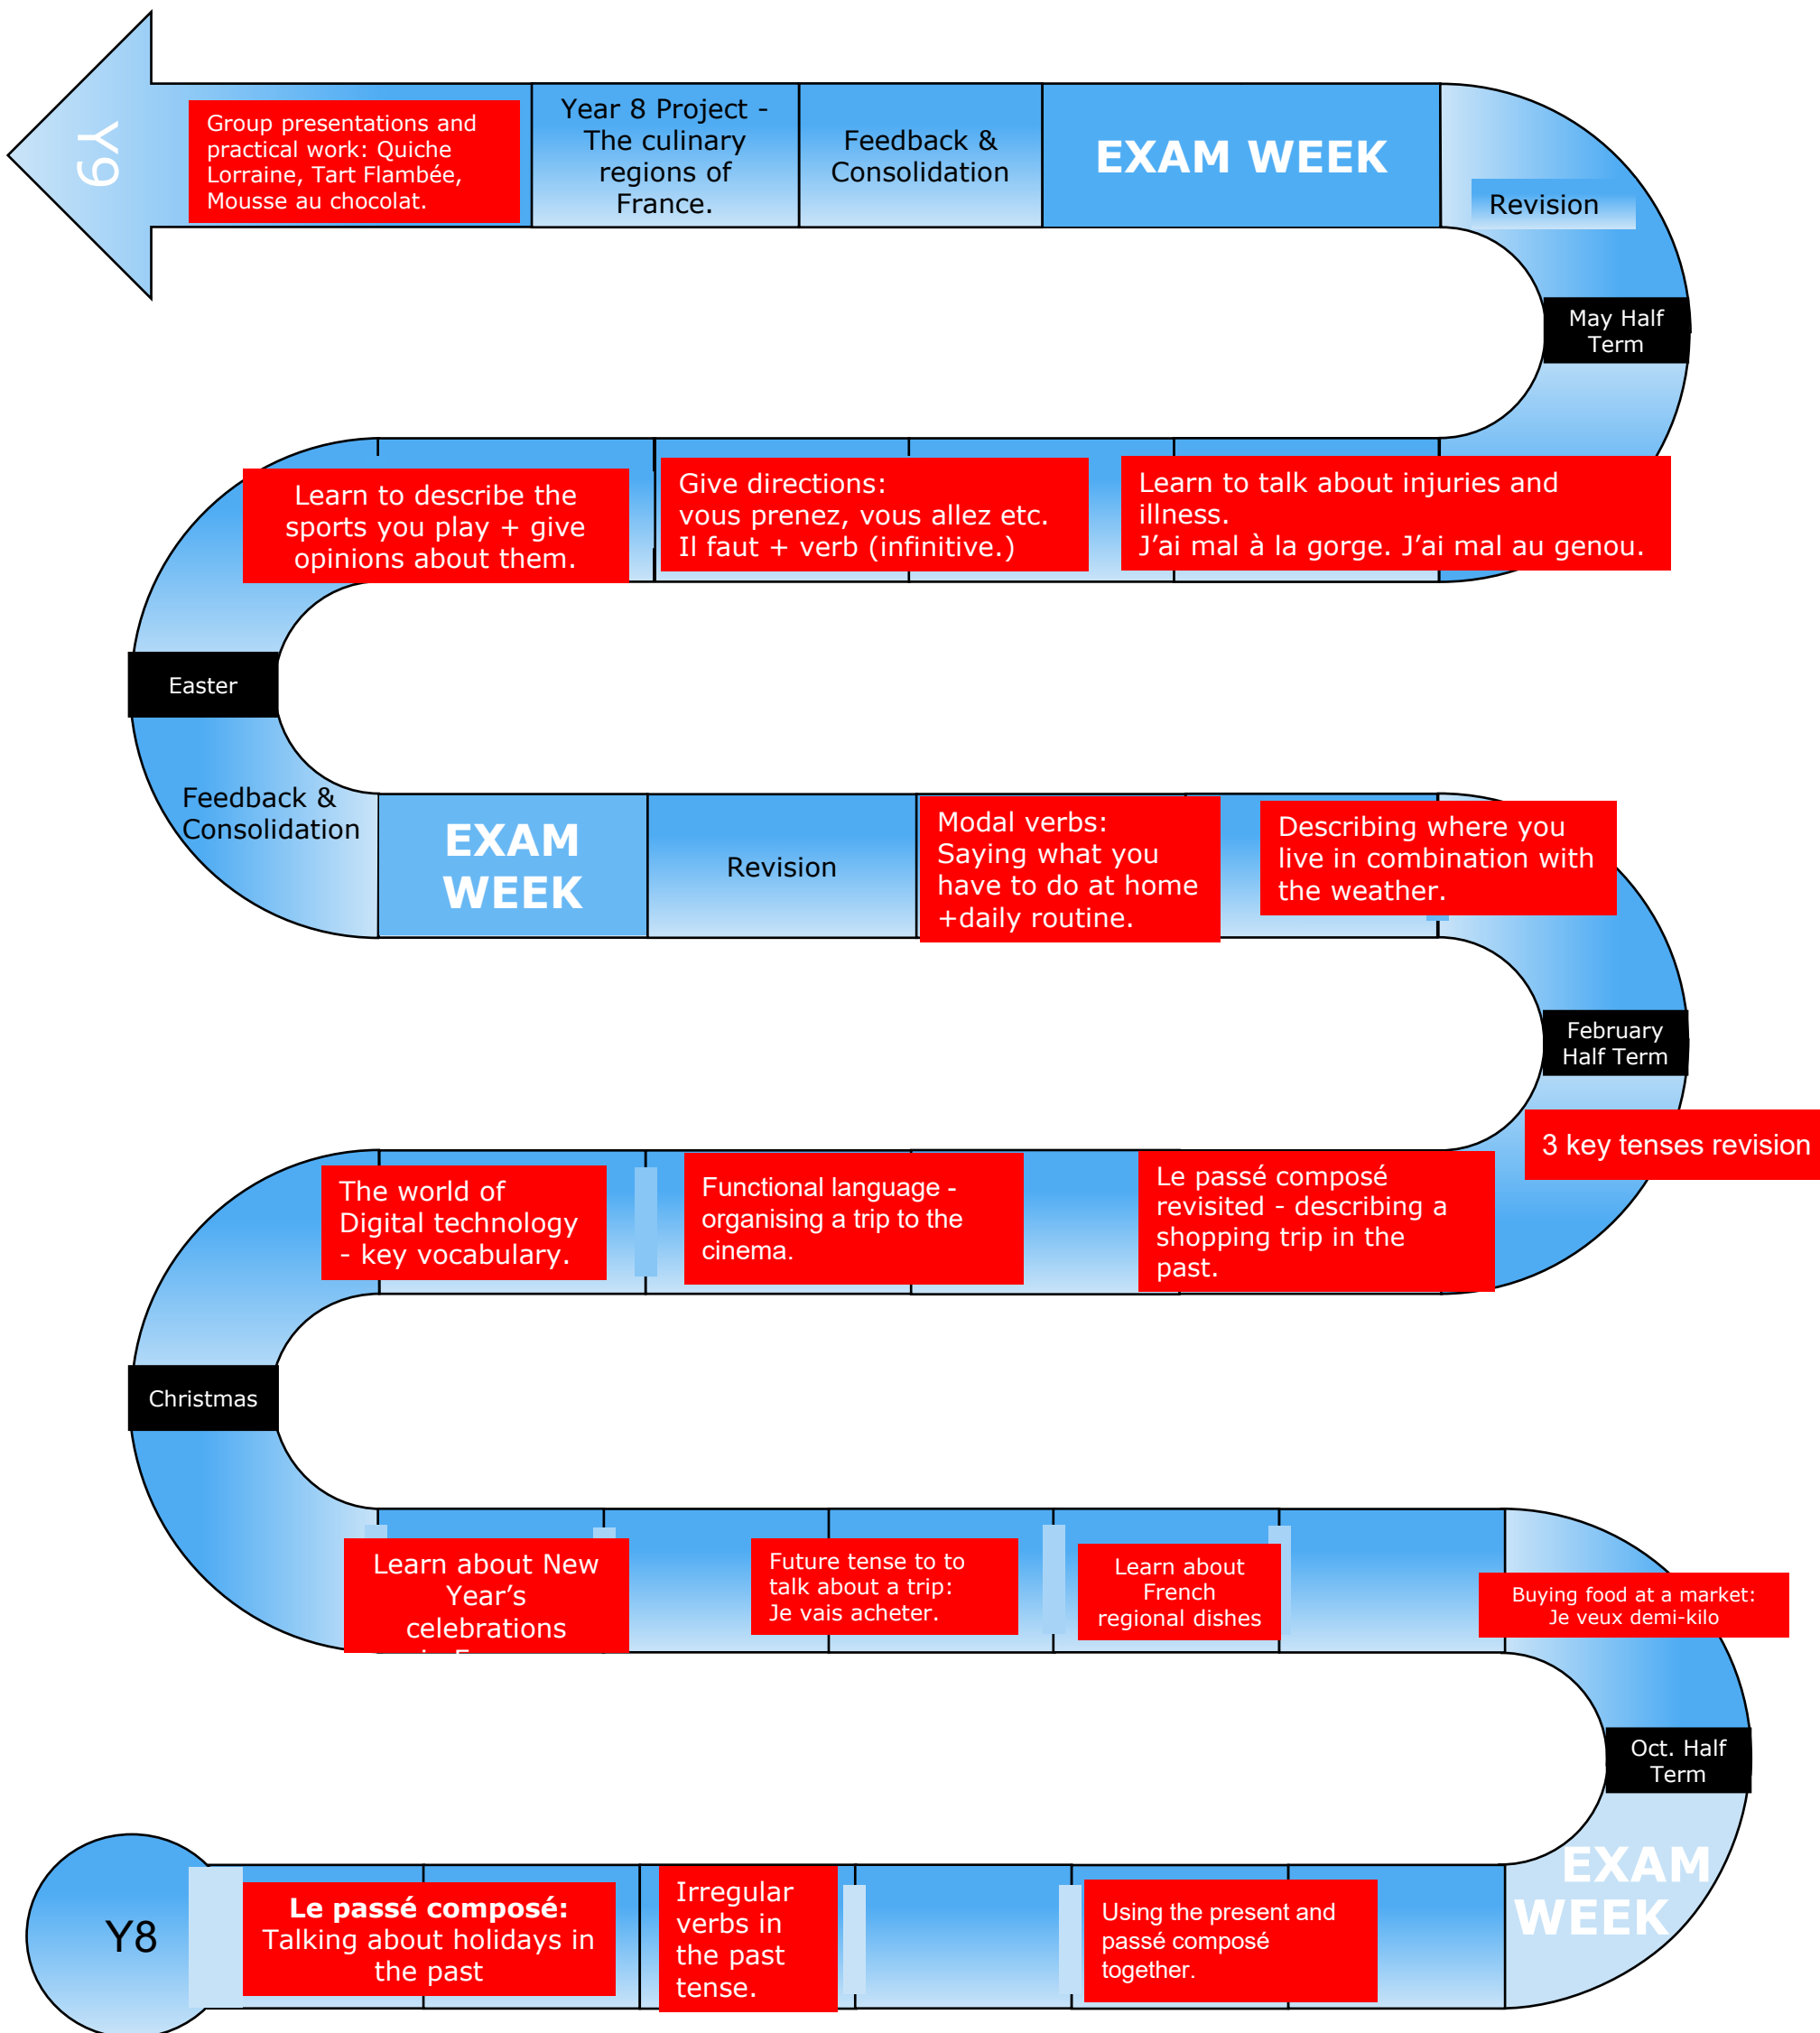 Y9
Group presentations and
practical work: Quiche
Lorraine, Tart Flambée,
Mousse au chocolat.
Year 8 Project -
The culinary
regions of
France.
Feedback &
Consolidation
EXAM WEEK
Revision
May Half
Term
Learn to describe the
sports you play + give
opinions about them.
Give directions:
vous prenez, vous allez etc.
Il faut + verb (infinitive.)
Learn to talk about injuries and
illness.
J'ai mal à la gorge. J'ai mal au genou.
Easter
Feedback &
Consolidation
EXAM
WEEK
Revision
Modal verbs:
Saying what you
have to do at home
+daily routine.
Describing where you
live in combination with
the weather.
February
Half Term
3 key tenses revision
The world of
Digital technology
- key vocabulary.
Functional language -
organising a trip to the
cinema.
Le passé composé
revisited - describing a
shopping trip in the
past.
Christmas
Learn about New
Year's
celebrations
Future tense to to
talk about a trip:
Je vais acheter.
Learn about
French
regional dishes
Buying food at a market:
Je veux demi-kilo
Oct. Half
Term
Y8
Le passé composé:
Talking about holidays in
the past
Irregular
verbs in
the past
tense.
Using the present and
passé composé
together.
EXAM
WEEK